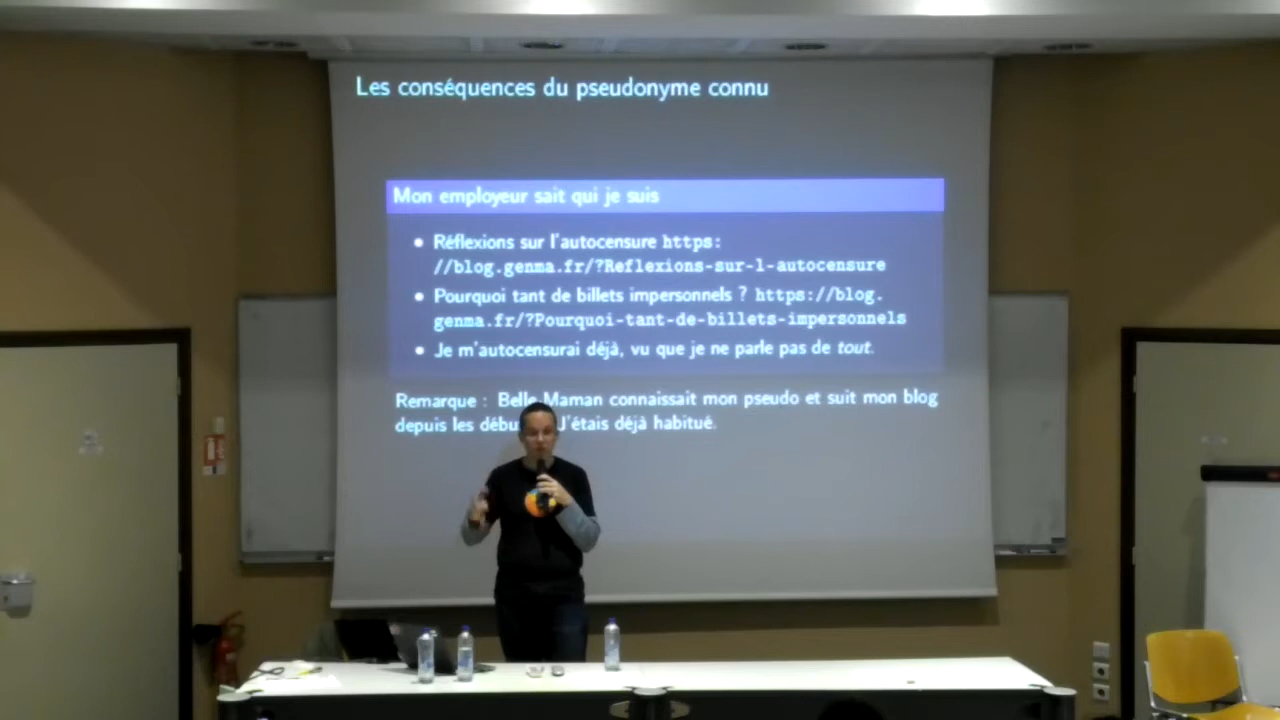 Les conséquences du pseudonyme connu
Mon employeur sait qui je suis
• Réflexions sur l'autocensure https:
//blog.genma.fr/?Reflexions-sur-l-autocensure
• Pourquoi tant de billets impersonnels ? https://blog.
genma.fr/?Pourquoi-tant-de-billets-impersonnels
• Je m'autocensurai déjà, vu que je ne parle pas de tout.
Remarque : Belle Maman connaissait mon pseudo et suit mon blog
depuis les J'étais déjà habitué.